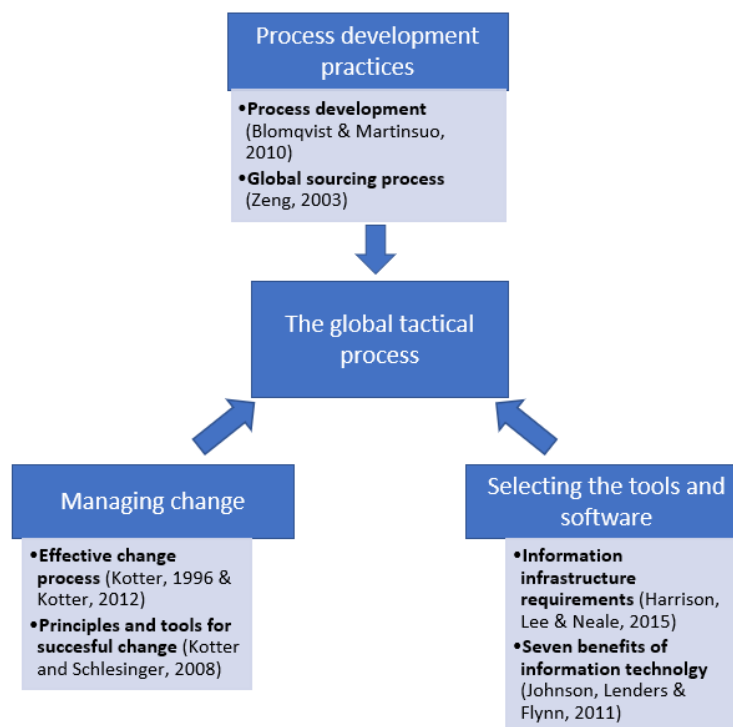 Process development
practices
•Process development
(Blomqvist & Martinsuo,
2010)
•Global sourcing process
(Zeng, 2003)
The global tactical
process
Managing change
•Effective change
process (Kotter, 1996 &
Kotter, 2012)
•Principles and tools for
succesful change (Kotter
and Schlesinger, 2008)
Selecting the tools and
software
•Information
infrastructure
requirements (Harrison,
Lee & Neale, 2015)
•Seven benefits of
information technolgy
(Johnson, Lenders &
Flynn, 2011)